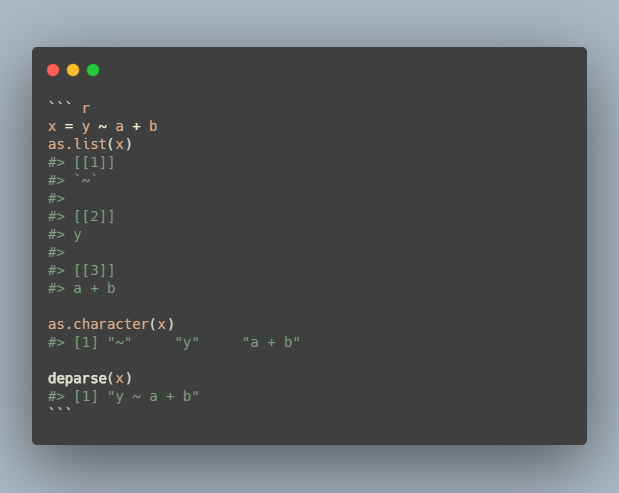 ``` r
x = y ~ a + b
as.list(x)
#> [[1]]
#> `~`
#>
#> [[2]]
#> y
#>
#> [[3]]
#> a + b

as.character(x)
#> [1] "~"     "y"     "a + b"

deparse(x)
#> [1] "y ~ a + b"
```